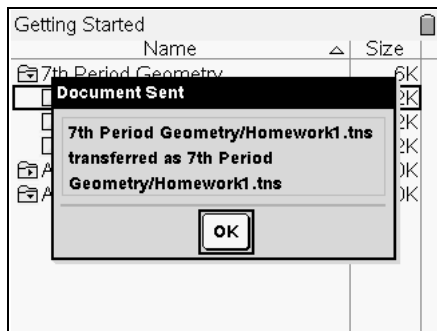 Getting Started
Name Size
7th Period Geometry 6K
Document Sent
2K
7th Period Geometry/Homework1.tns
transferred as 7th Period
Geometry/Homework1.tns
OK